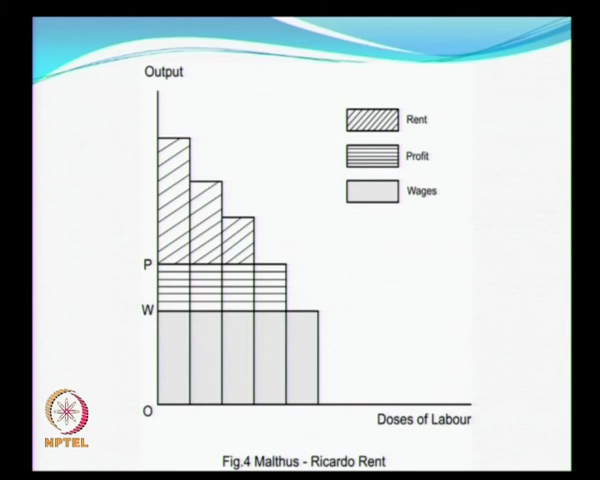 Output
Rent
Profit
Wages
P
W
O
Doses of Labour
NPTEL
Fig.4 Malthus - Ricardo Rent